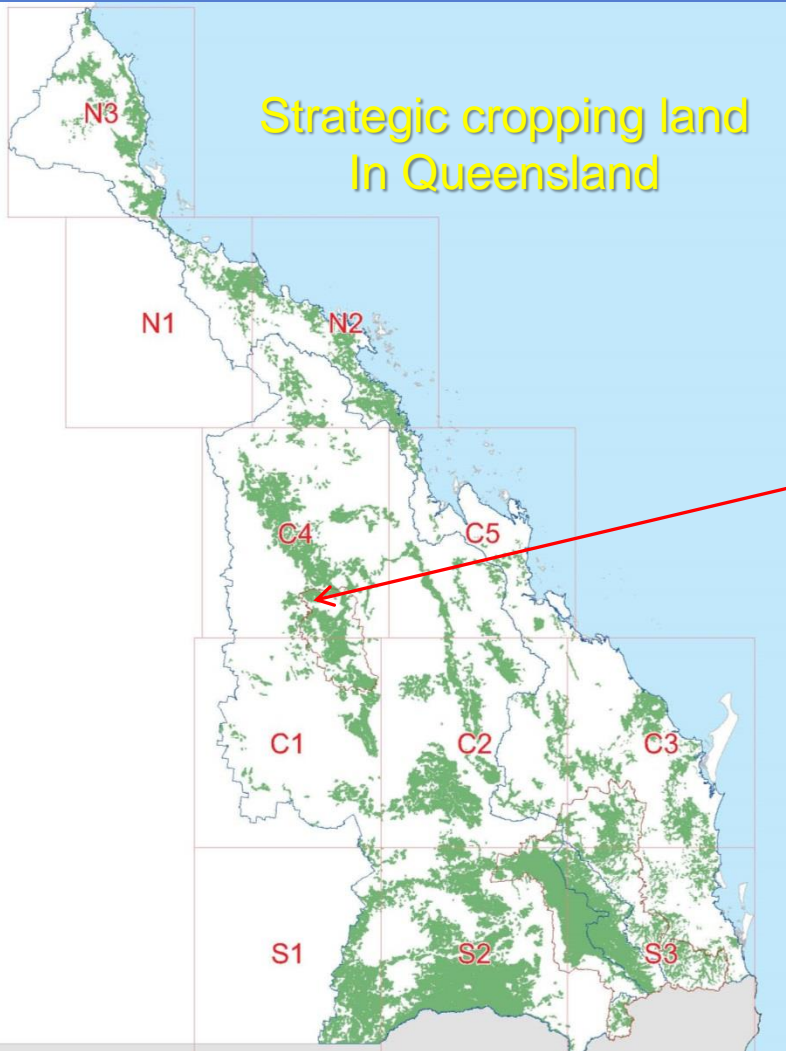 Strategic cropping land
In Queensland
N3
N1
N2
C4
C5
C1
C2
C3
S1
S2
S3